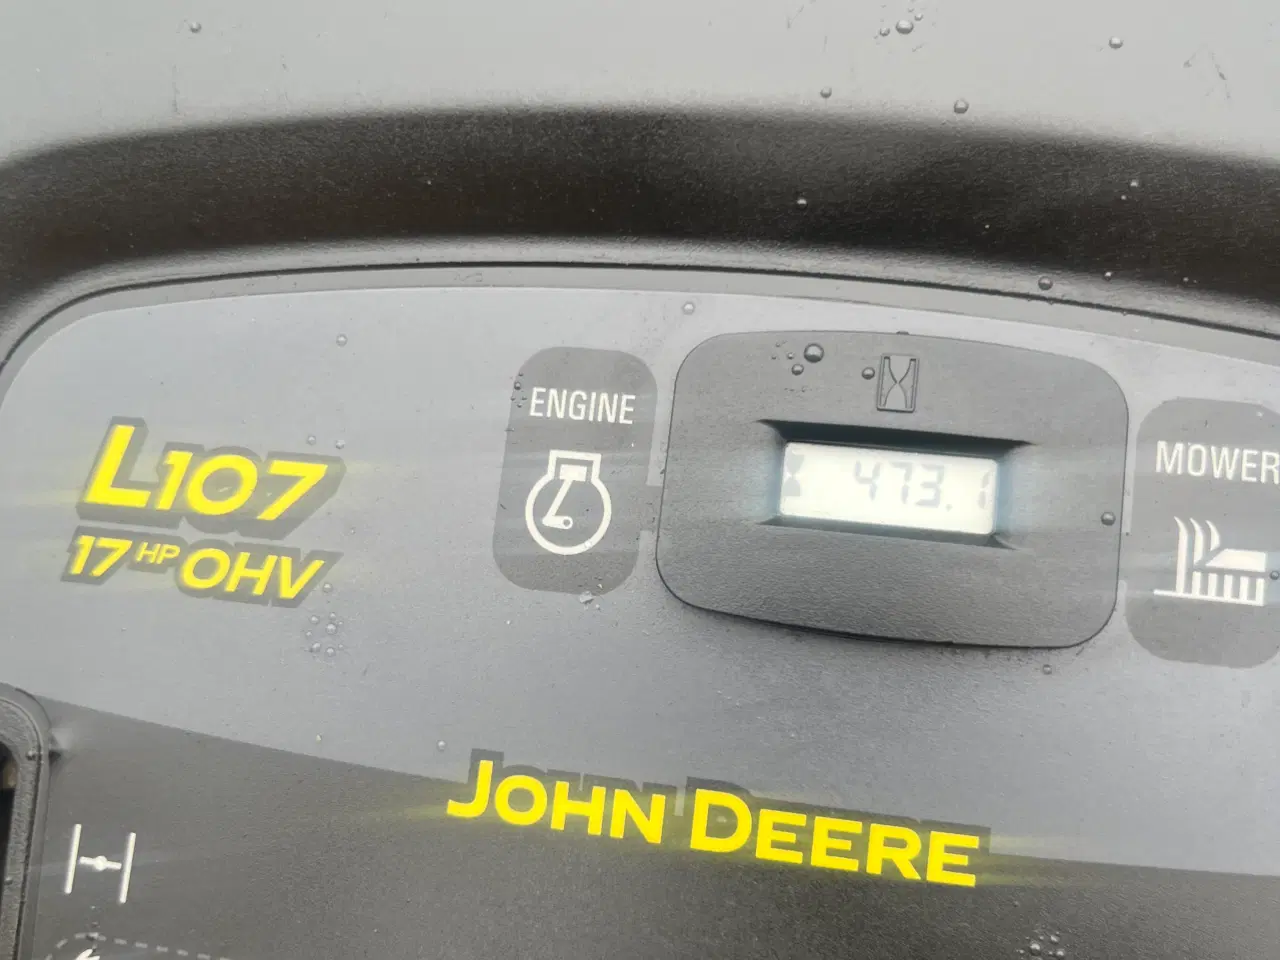 L107
17 HP OHV
ENGINE
473.1
MOWER
JOHN DEERE